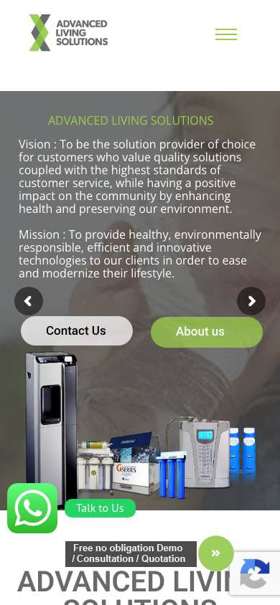 ADVANCED
LIVING
SOLUTIONS
ADVANCED LIVING SOLUTIONS
Vision : To be the solution provider of choice
for customers who value quality solutions
coupled with the highest standards of
customer service, while having a positive
impact on the community by enhancing
health and preserving our environment.
Mission : To provide healthy, environmentally
responsible, efficient and innovative
technologies to our clients in order to ease
and modernize their lifestyle.
Contact Us
About us
GSERIES
Talk to Us
Free no obligation Demo
/ Consultation / Quotation
»
ADVANCED LIVING
SOLUTIONS